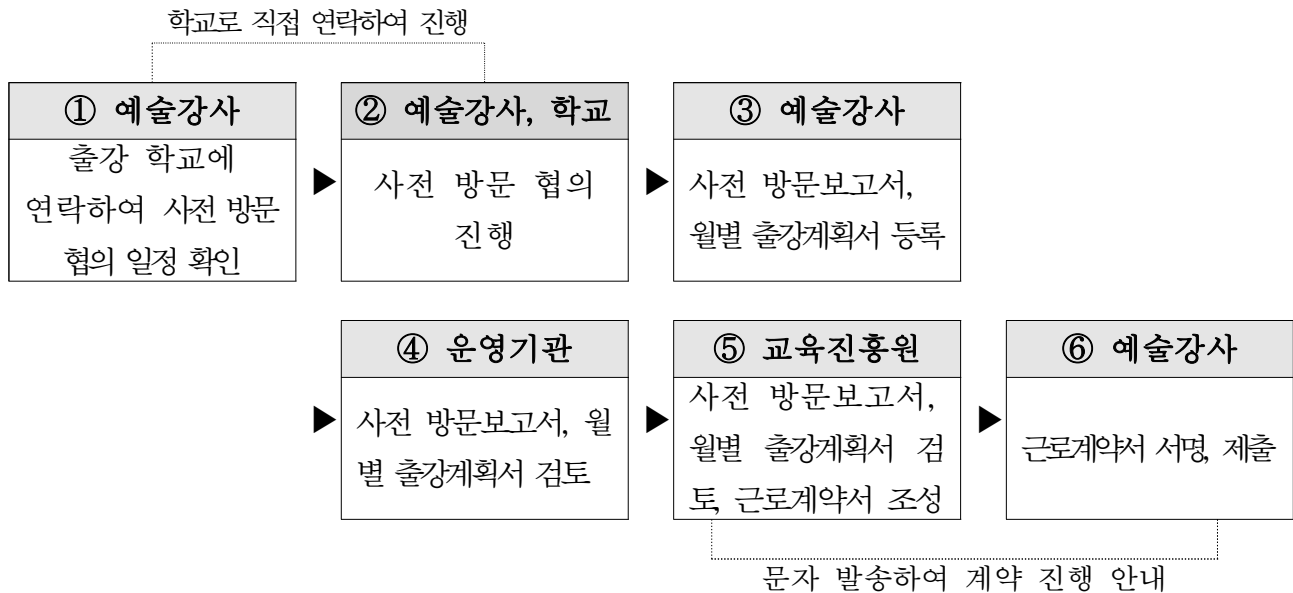 학교로 직접 연락하여 진행
① 예술강사
출강 학교에
연락하여 사전 방문
협의 일정 확인
▶
② 예술강사, 학교
사전 방문 협의
진행
▶
③ 예술강사
사전 방문보고서,
월별 출강계획서 등록
▶
④ 운영기관
사전 방문보고서, 월
별 출강계획서 검토
▶
⑤ 교육진흥원
사전 방문보고서,
월별 출강계획서 검
토, 근로계약서 조성
▶
⑥ 예술강사
근로계약서 서명, 제출
문자 발송하여 계약 진행 안내